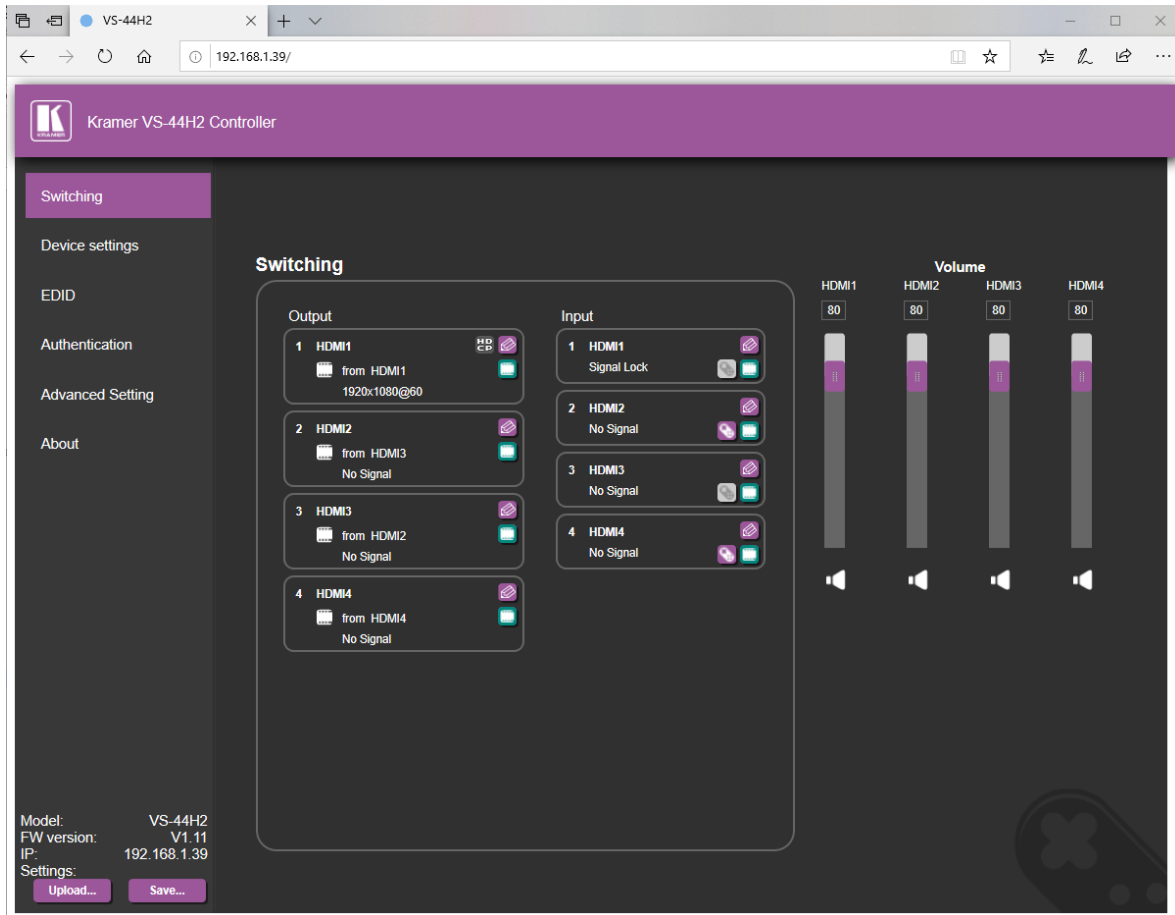 VS-44H2
192.168.1.39/
KRAMER
Kramer VS-44H2 Controller
Switching
Device settings
EDID
Authentication
Advanced Setting
About
Model: VS-44H2
FW version: V1.11
IP: 192.168.1.39
Settings:
Upload... Save...
Switching
Output
1 HDMI1 HDCP
from HDMI1
1920x1080@60
2 HDMI2
from HDMI3
No Signal
3 HDMI3
from HDMI2
No Signal
4 HDMI4
from HDMI4
No Signal
Input
1 HDMI1
Signal Lock
2 HDMI2
No Signal
3 HDMI3
No Signal
4 HDMI4
No Signal
Volume
HDMI1 HDMI2 HDMI3 HDMI4
80 80 80 80